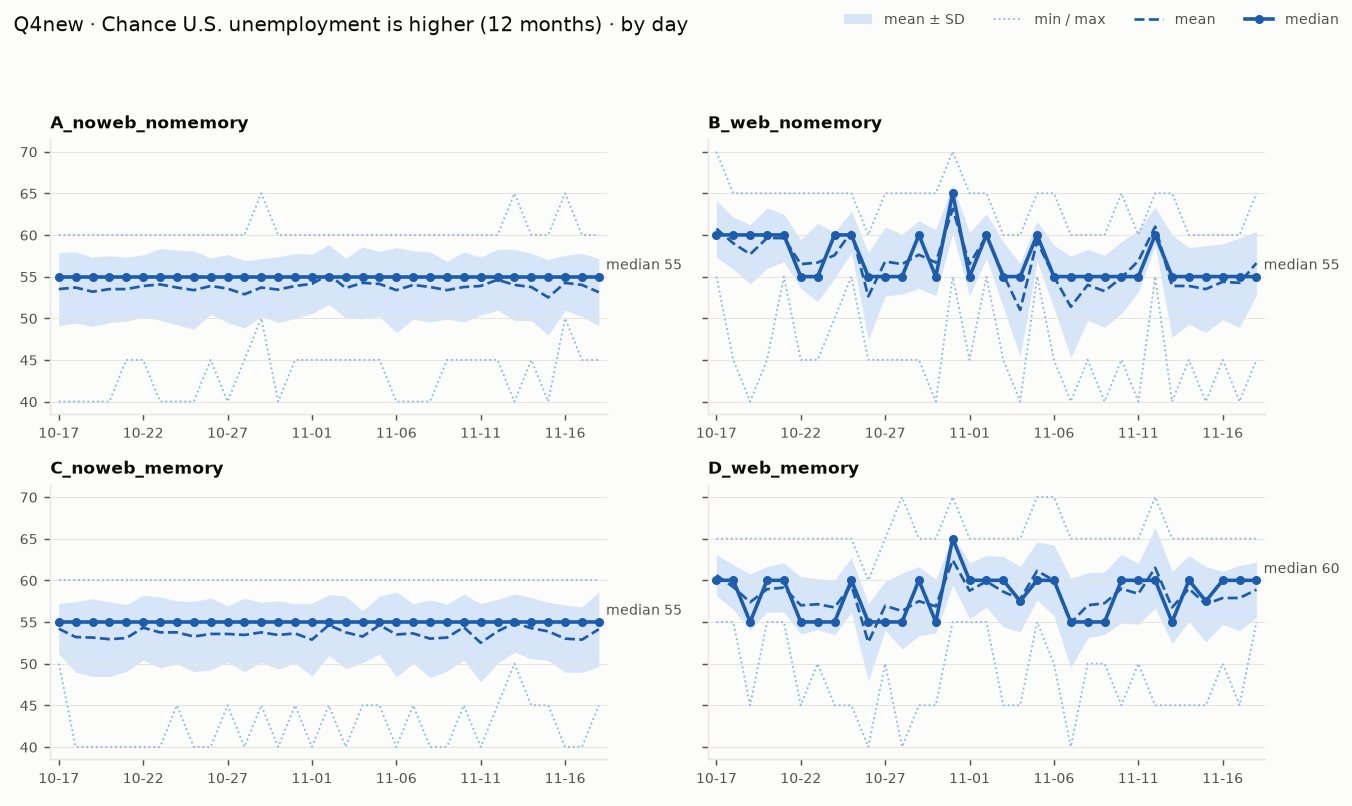 Q4new · Chance U.S. unemployment is higher (12 months) · by day
mean ± SD min / max mean median
A_noweb_nomemory
70
65
60
55
50
45
40
median 55
10-17 10-22 10-27 11-01 11-06 11-11 11-16
B_web_nomemory
median 55
10-17 10-22 10-27 11-01 11-06 11-11 11-16
C_noweb_memory
70
65
60
55
50
45
40
median 55
10-17 10-22 10-27 11-01 11-06 11-11 11-16
D_web_memory
median 60
10-17 10-22 10-27 11-01 11-06 11-11 11-16